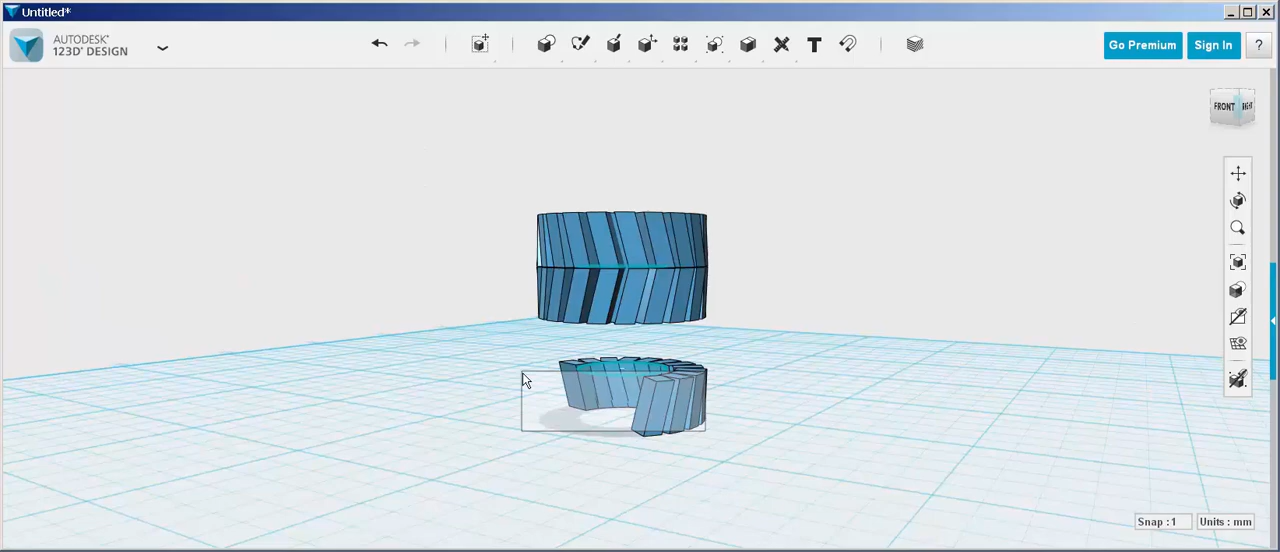 Untitled*
AUTODESK®
123D® DESIGN
Go Premium
Sign In
?
FRONT
Snap : 1
Units : mm